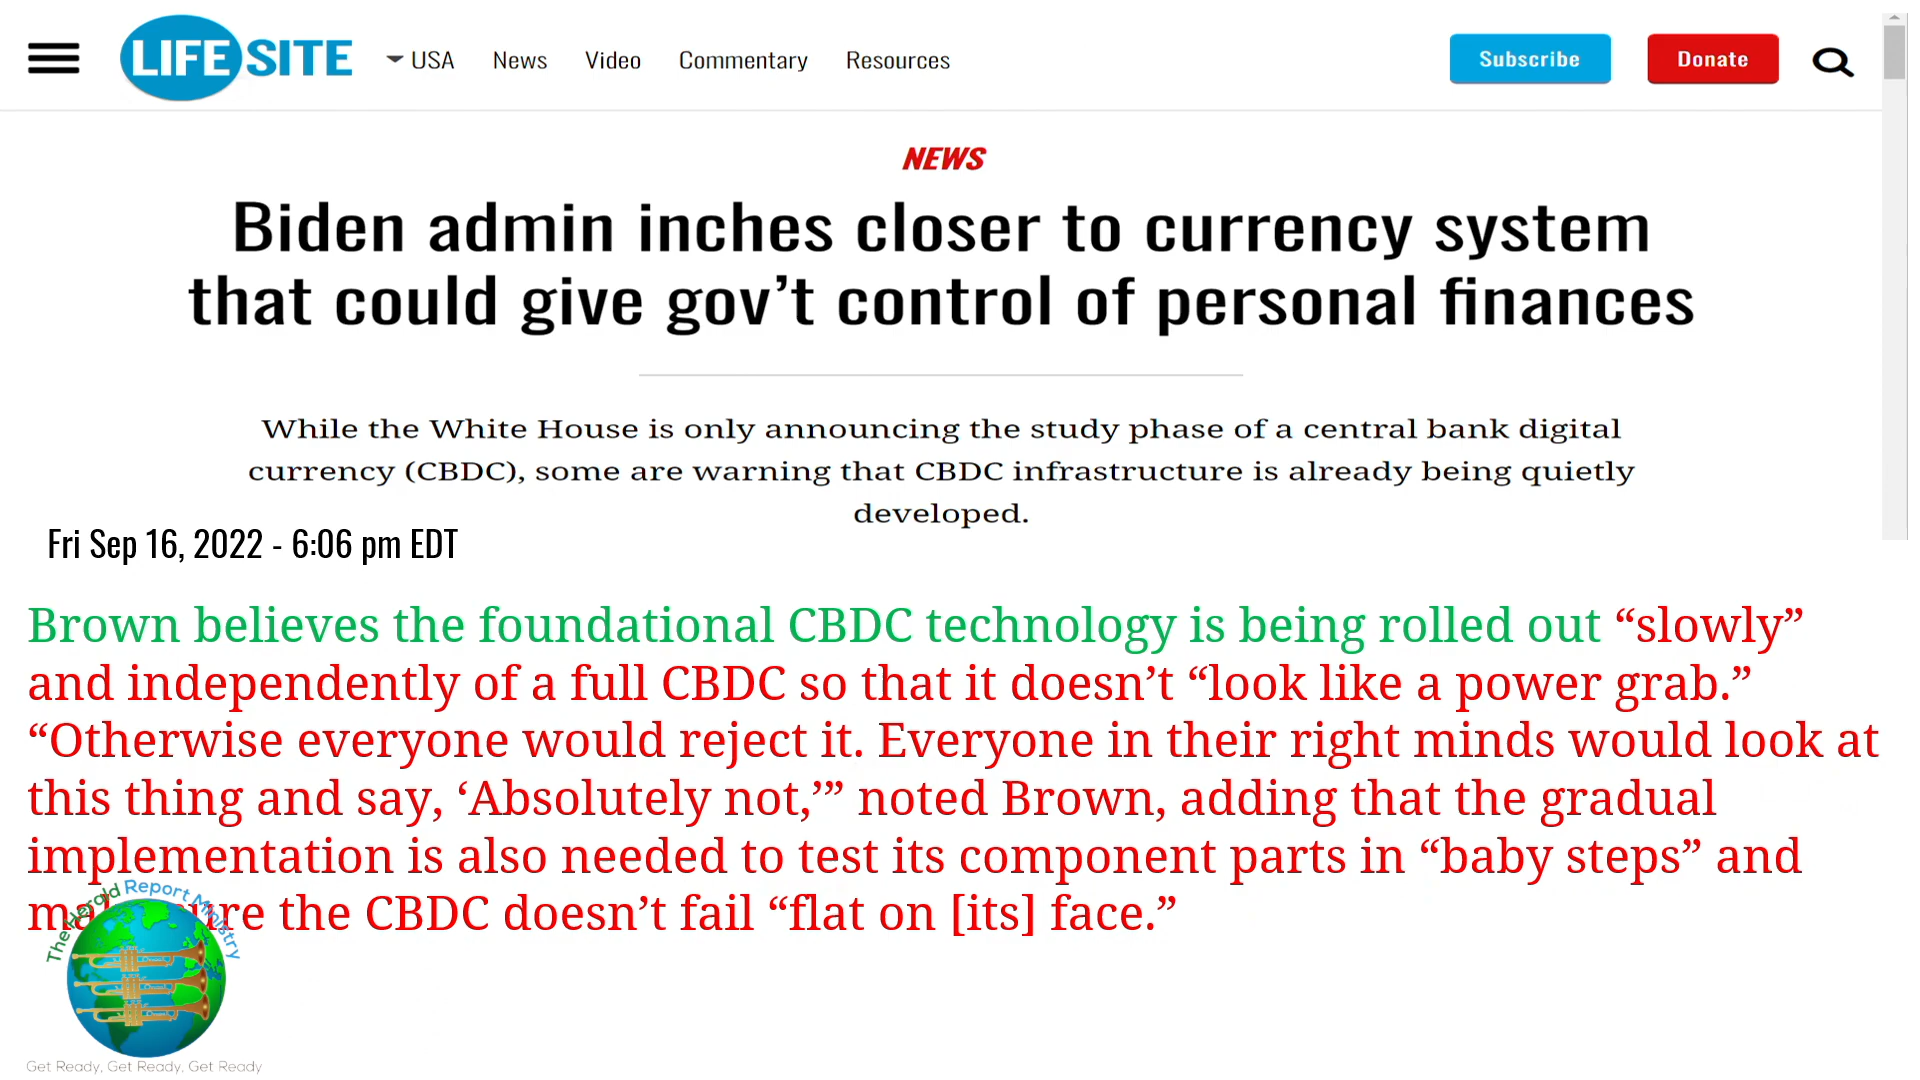 LIFE SITE
USA News Video Commentary Resources Subscribe Donate
NEWS
Biden admin inches closer to currency system
that could give gov’t control of personal finances
While the White House is only announcing the study phase of a central bank digital
currency (CBDC), some are warning that CBDC infrastructure is already being quietly
developed.
Fri Sep 16, 2022 - 6:06 pm EDT
Brown believes the foundational CBDC technology is being rolled out “slowly”
and independently of a full CBDC so that it doesn’t “look like a power grab.”
“Otherwise everyone would reject it. Everyone in their right minds would look at
this thing and say, ‘Absolutely not,’” noted Brown, adding that the gradual
implementation is also needed to test its component parts in “baby steps” and
the CBDC doesn’t fail “flat on [its] face.”
The Herald Report Ministry
Get Ready, Get Ready, Get Ready